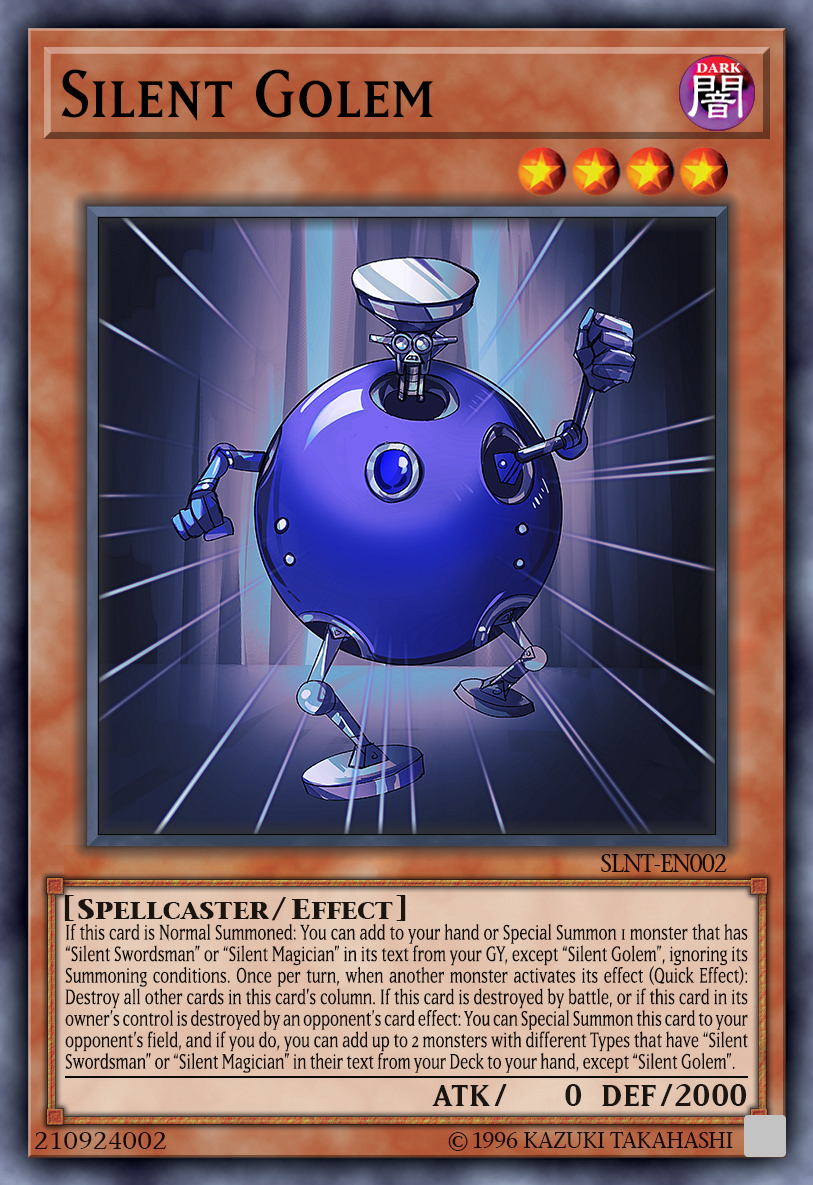 Silent Golem
DARK
闇
SLNT-EN002
[Spellcaster/Effect]
If this card is Normal Summoned: You can add to your hand or Special Summon 1 monster that has
“Silent Swordsman” or “Silent Magician” in its text from your GY, except “Silent Golem”, ignoring its
Summoning conditions. Once per turn, when another monster activates its effect (Quick Effect):
Destroy all other cards in this card's column. If this card is destroyed by battle, or if this card in its
owner's control is destroyed by an opponent's card effect: You can Special Summon this card to your
opponent's field, and if you do, you can add up to 2 monsters with different Types that have “Silent
Swordsman” or “Silent Magician” in their text from your Deck to your hand, except “Silent Golem”.
ATK/ 0 DEF/2000
210924002 © 1996 KAZUKI TAKAHASHI